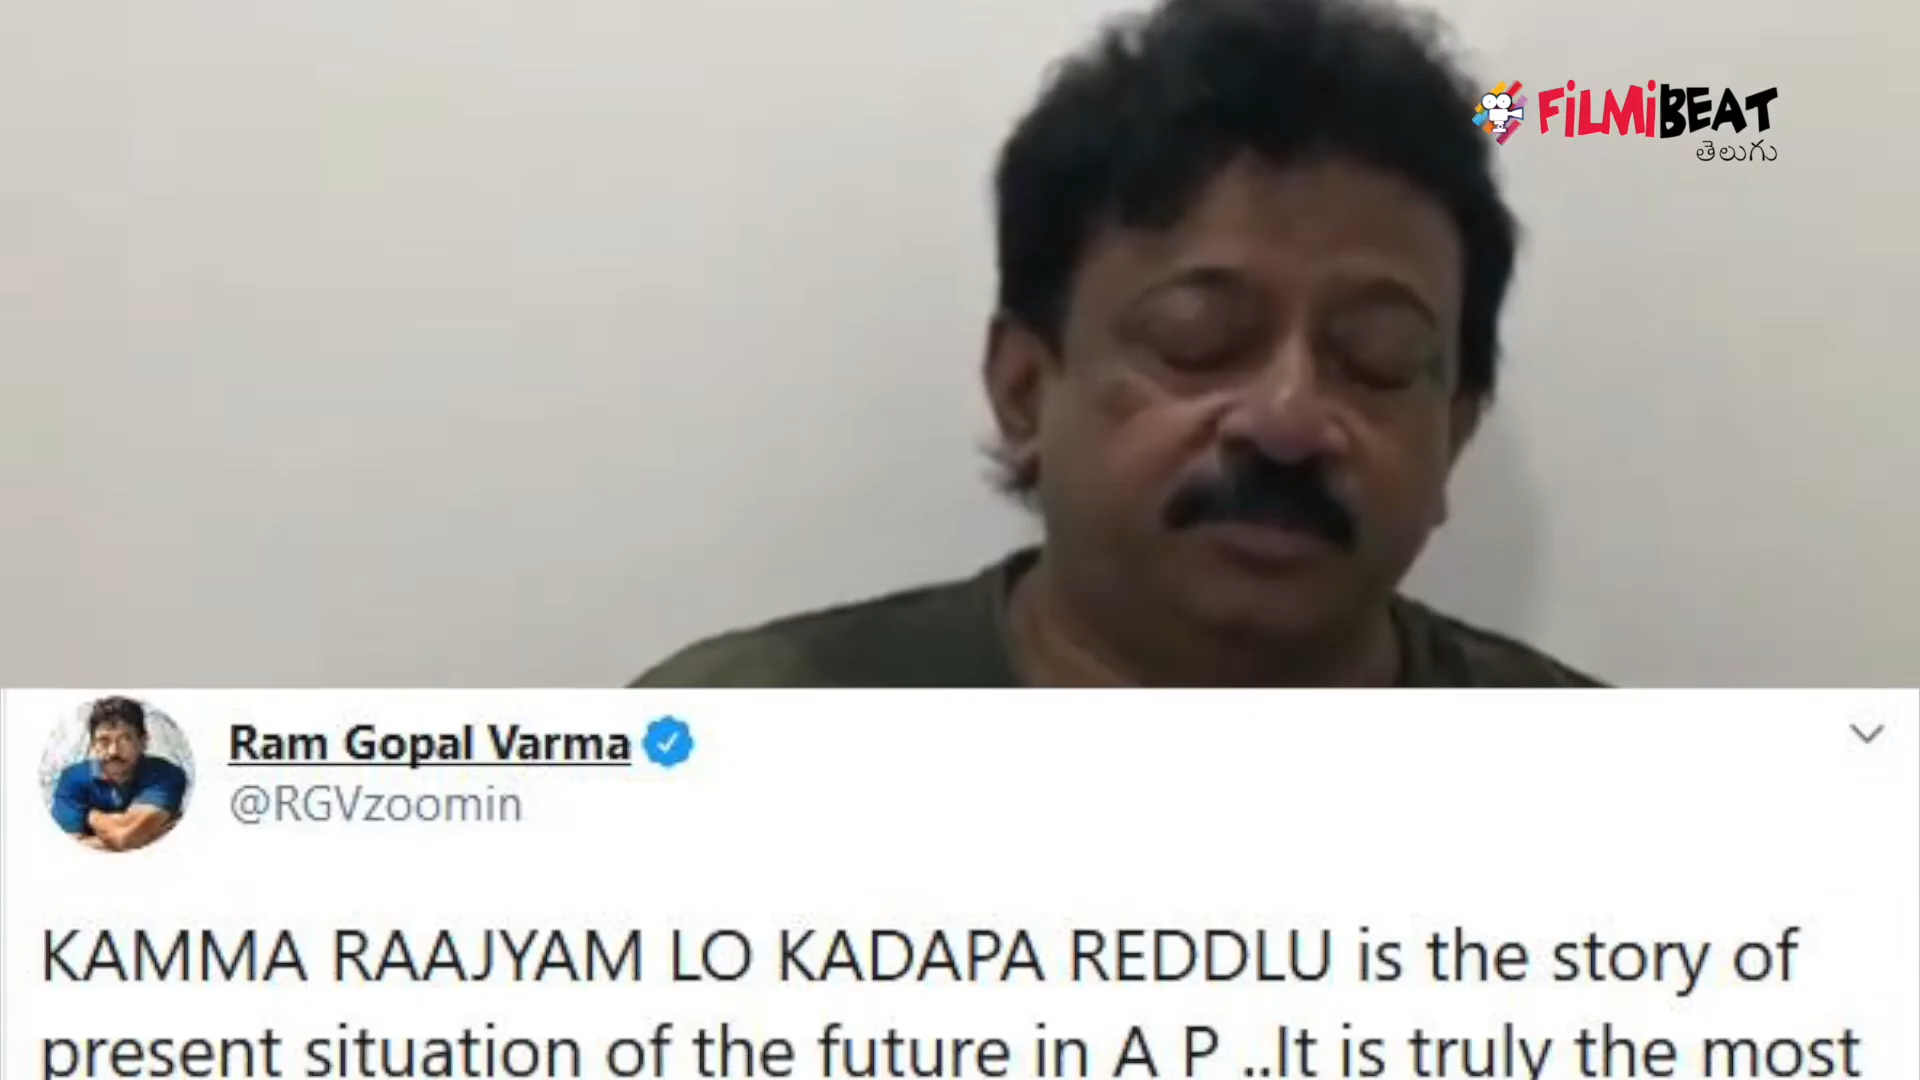 FiLMiBEAT
తెలుగు
Ram Gopal Varma
@RGVzoomin
KAMMA RAAJYAM LO KADAPA REDDLU is the story of
present situation of the future in A P ..It is truly the most